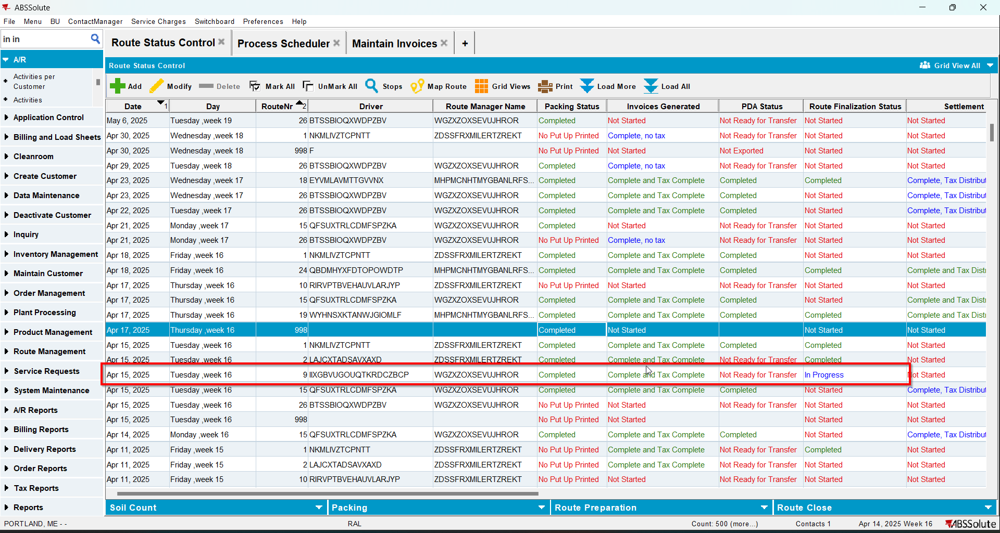 ABSSolute
File Menu BU ContactManager Service Charges Switchboard Preferences Help
in in
Route Status Control Process Scheduler Maintain Invoices +
A/R
Activities per
Customer
Activities
Application Control
Billing and Load Sheets
Cleanroom
Create Customer
Data Maintenance
Deactivate Customer
Inquiry
Inventory Management
Maintain Customer
Order Management
Plant Processing
Product Management
Route Management
Service Requests
System Maintenance
A/R Reports
Billing Reports
Delivery Reports
Order Reports
Tax Reports
Reports
Route Status Control Grid View All
Add Modify Delete Mark All UnMark All Stops Map Route Grid Views Print Load More Load All
Date 1 Day RouteNr 2 Driver Route Manager Name Packing Status Invoices Generated PDA Status Route Finalization Status Settlement
May 6, 2025 Tuesday ,week 19 26 BTSSBIOQXWDPZBV WGZXZOXSEVUJHROR Completed Not Started Not Ready for Transfer Not Started Not Started
Apr 30, 2025 Wednesday ,week 18 1 NKMLIVZTCPNTT ZDSSFRXMILERTZREKT No Put Up Printed Complete, no tax Not Ready for Transfer Not Started Not Started
Apr 30, 2025 Wednesday ,week 18 998 F No Put Up Printed Not Started Not Exported Not Started Not Started
Apr 29, 2025 Tuesday ,week 18 26 BTSSBIOQXWDPZBV WGZXZOXSEVUJHROR Completed Complete, no tax Not Ready for Transfer Not Started Not Started
Apr 23, 2025 Wednesday ,week 17 18 EYVMLAVMTTGVVNX MHPMCNHTMYGBANLRFS... Completed Complete and Tax Complete Completed Completed Complete, Tax Distribut
Apr 23, 2025 Wednesday ,week 17 26 BTSSBIOQXWDPZBV WGZXZOXSEVUJHROR Completed Complete and Tax Complete Completed Not Started Complete, Tax Distribut
Apr 22, 2025 Tuesday ,week 17 26 BTSSBIOQXWDPZBV WGZXZOXSEVUJHROR Completed Complete and Tax Complete Completed Not Started Complete, Tax Distribut
Apr 21, 2025 Monday ,week 17 15 QFSUXTRLCDMFSPZKA WGZXZOXSEVUJHROR Completed Not Started Not Ready for Transfer Not Started Not Started
Apr 21, 2025 Monday ,week 17 26 BTSSBIOQXWDPZBV WGZXZOXSEVUJHROR No Put Up Printed Complete, no tax Not Ready for Transfer Not Started Not Started
Apr 18, 2025 Friday ,week 16 1 NKMLIVZTCPNTT ZDSSFRXMILERTZREKT Completed Complete and Tax Complete Completed Not Started Not Started
Apr 18, 2025 Friday ,week 16 24 QBDMHYXFDTOPOWDTP MHPMCNHTMYGBANLRFS... Completed Complete and Tax Complete Completed Completed Complete and Tax Distri
Apr 17, 2025 Thursday ,week 16 10 RIRVPTBVEHAUVLARJYP ZDSSFRXMILERTZREKT No Put Up Printed Not Started Not Ready for Transfer Not Started Not Started
Apr 17, 2025 Thursday ,week 16 15 QFSUXTRLCDMFSPZKA WGZXZOXSEVUJHROR Completed Complete and Tax Complete Completed Not Started Complete and Tax Distri
Apr 17, 2025 Thursday ,week 16 19 WYHNSXKTANWJGIOMLF MHPMCNHTMYGBANLRFS... Completed Complete and Tax Complete Completed Completed Complete and Tax Distri
Apr 17, 2025 Thursday ,week 16 998 Completed Not Started Not Started Not Started
Apr 15, 2025 Tuesday ,week 16 1 NKMLIVZTCPNTT ZDSSFRXMILERTZREKT Completed Complete and Tax Complete Completed Completed Not Started
Apr 15, 2025 Tuesday ,week 16 2 LAJCXTADSAVXAXD ZDSSFRXMILERTZREKT Completed Complete and Tax Complete Not Ready for Transfer Completed Not Started
Apr 15, 2025 Tuesday ,week 16 9 IIXGBVUGOUQTKRDCZBCP WGZXZOXSEVUJHROR Completed Complete and Tax Complete Not Ready for Transfer In Progress Not Started
Apr 15, 2025 Tuesday ,week 16 15 QFSUXTRLCDMFSPZKA WGZXZOXSEVUJHROR Completed Complete and Tax Complete Completed Not Started Complete, Tax Distribut
Apr 15, 2025 Tuesday ,week 16 26 BTSSBIOQXWDPZBV WGZXZOXSEVUJHROR No Put Up Printed Not Started Not Ready for Transfer Not Started Not Started
Apr 15, 2025 Tuesday ,week 16 998 No Put Up Printed Not Started Not Started Not Started
Apr 14, 2025 Monday ,week 16 15 QFSUXTRLCDMFSPZKA WGZXZOXSEVUJHROR Completed Complete and Tax Complete Completed Not Started Complete, Tax Distribut
Apr 11, 2025 Friday ,week 15 1 NKMLIVZTCPNTT ZDSSFRXMILERTZREKT No Put Up Printed Complete and Tax Complete Not Ready for Transfer Completed Not Started
Apr 11, 2025 Friday ,week 15 2 LAJCXTADSAVXAXD ZDSSFRXMILERTZREKT No Put Up Printed Complete and Tax Complete Not Ready for Transfer Not Started Not Started
Apr 11, 2025 Friday ,week 15 10 RIRVPTBVEHAUVLARJYP ZDSSFRXMILERTZREKT No Put Up Printed Not Started Not Ready for Transfer Not Started Not Started
Soil Count Packing Route Preparation Route Close
PORTLAND, ME - - RAL Count: 500 (more...) Contacts 1 Apr 14, 2025 Week 16 ABSSolute